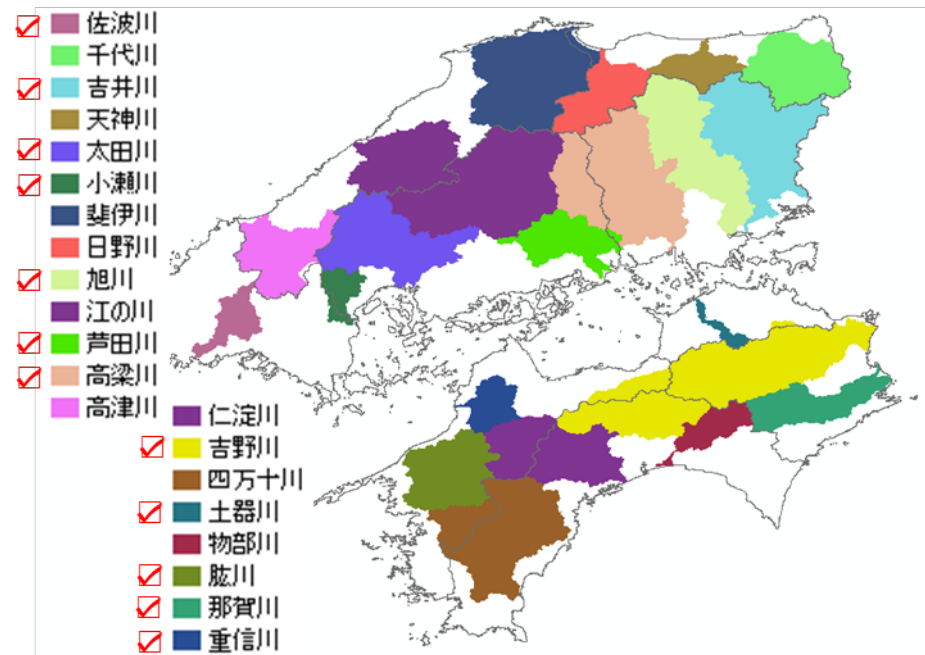 佐波川
千代川
吉井川
天神川
太田川
小瀬川
斐伊川
日野川
旭川
江の川
芦田川
高梁川
高津川
仁淀川
吉野川
四万十川
土器川
物部川
肱川
那賀川
重信川